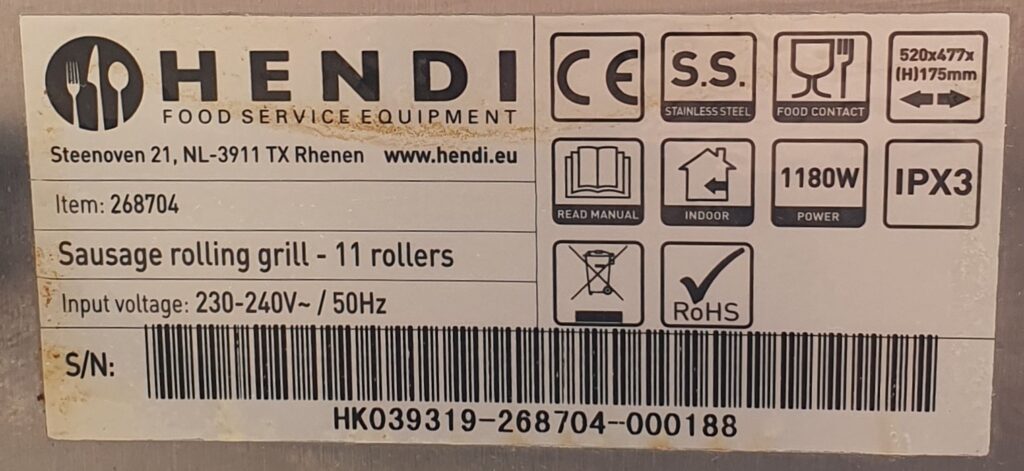 HENDI
FOOD SERVICE EQUIPMENT
Steenoven 21, NL-3911 TX Rhenen www.hendi.eu
Item: 268704
Sausage rolling grill - 11 rollers
Input voltage: 230-240V~ / 50Hz
S/N:
HK039319-268704--000188
CE
S.S.
STAINLESS STEEL
FOOD CONTACT
520x477x
(H)175mm
READ MANUAL
INDOOR
1180W
POWER
IPX3
RoHS